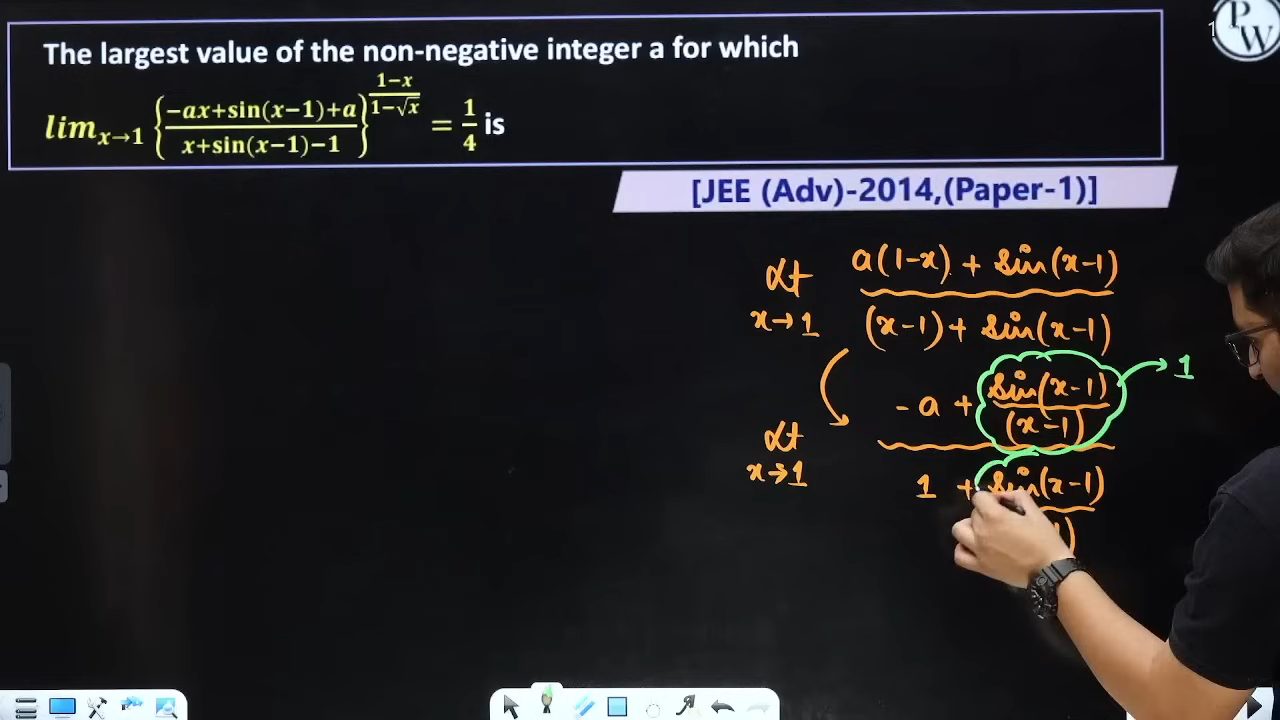 The largest value of the non-negative integer a for which
lim x→1 {(-ax+sin(x-1)+a)/(x+sin(x-1)-1)}^((1-x)/(1-√x)) = 1/4 is
1
P
W
[JEE (Adv)-2014,(Paper-1)]
Lt x→1
a(1-x) + sin(x-1)
(x-1) + sin(x-1)
Lt x→1
-a + sin(x-1)
(x-1)
→ 1
1 + sin(x-1)